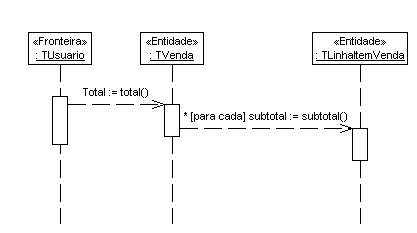 «Fronteira»
: TUsuario
«Entidade»
: TVenda
«Entidade»
: TLinhaItemVenda
Total := total()
* [para cada] subtotal := subtotal()